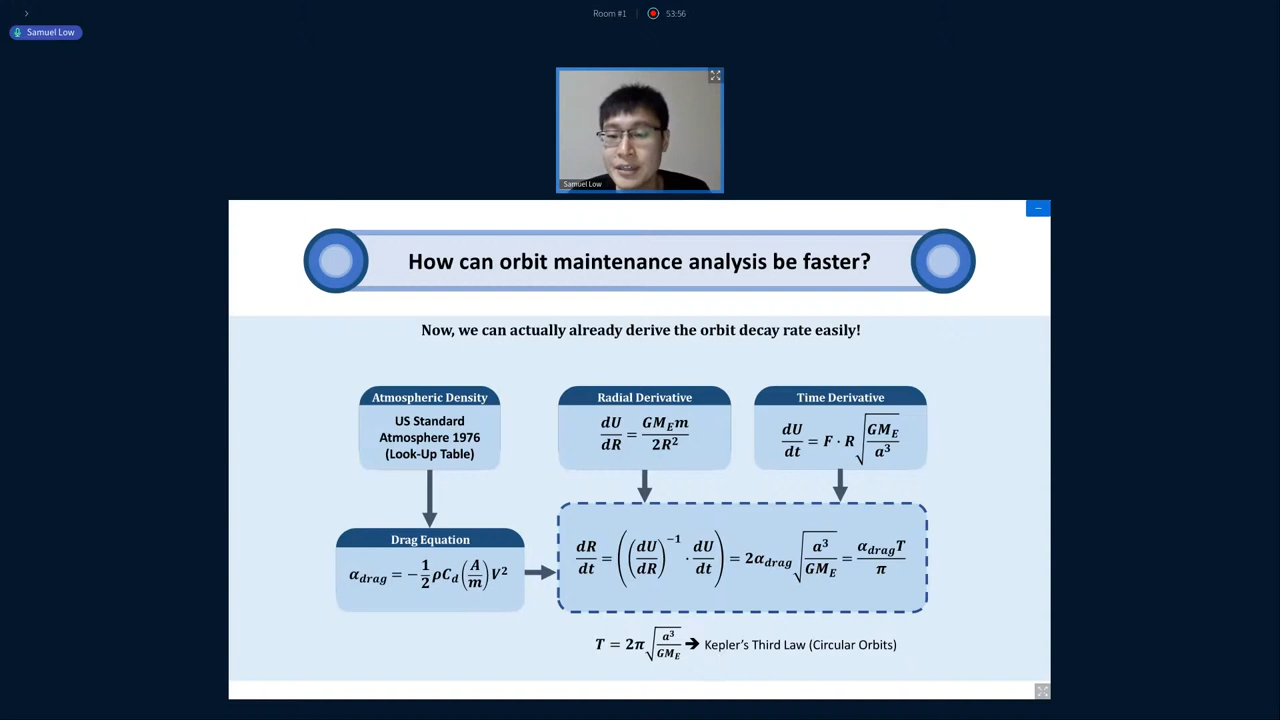 Room #1
53:56
Samuel Low
Samuel Low
How can orbit maintenance analysis be faster?
Now, we can actually already derive the orbit decay rate easily!
Atmospheric Density
US Standard
Atmosphere 1976
(Look-Up Table)
Radial Derivative
dU/dR = GM_E m/2R²
Time Derivative
dU/dt = F · R √(GM_E/a³)
Drag Equation
α_drag = −1/2 ρC_d (A/m) V²
dR/dt = ((dU/dR)⁻¹ · dU/dt) = 2α_drag √(a³/GM_E) = α_drag T/π
T = 2π √(a³/GM_E) ➔ Kepler's Third Law (Circular Orbits)